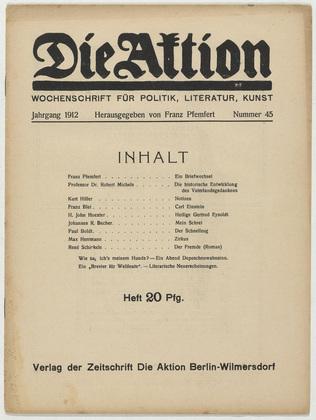 Die Aktion
WOCHENSCHRIFT FÜR POLITIK, LITERATUR, KUNST
Jahrgang 1912 Herausgegeben von Franz Pfemfert Nummer 45
INHALT
Franz Pfemfert . . . . . . . . . . Ein Briefwechsel
Professor Dr. Robert Michels . . . . . . Die historische Entwicklung
des Vaterlandsgedankens
Kurt Hiller . . . . . . . . . . Notizen
Franz Blei . . . . . . . . . . Carl Einstein
H. John Hoexter . . . . . . . . . . Heilige Gertrud Eysoldt
Johannes R. Becher . . . . . . . . . Mein Schrei
Paul Boldt . . . . . . . . . . Der Schnellzug
Max Herrmann . . . . . . . . . . Zirkus
René Schickele . . . . . . . . . . Der Fremde (Roman)
Wie sag' ich's meinem Hunde? — Ein Abend Depeschenwahnsinn.
Ein „Brevier für Weltleute“. — Literarische Neuerscheinungen.
Heft 20 Pfg.
Verlag der Zeitschrift Die Aktion Berlin-Wilmersdorf